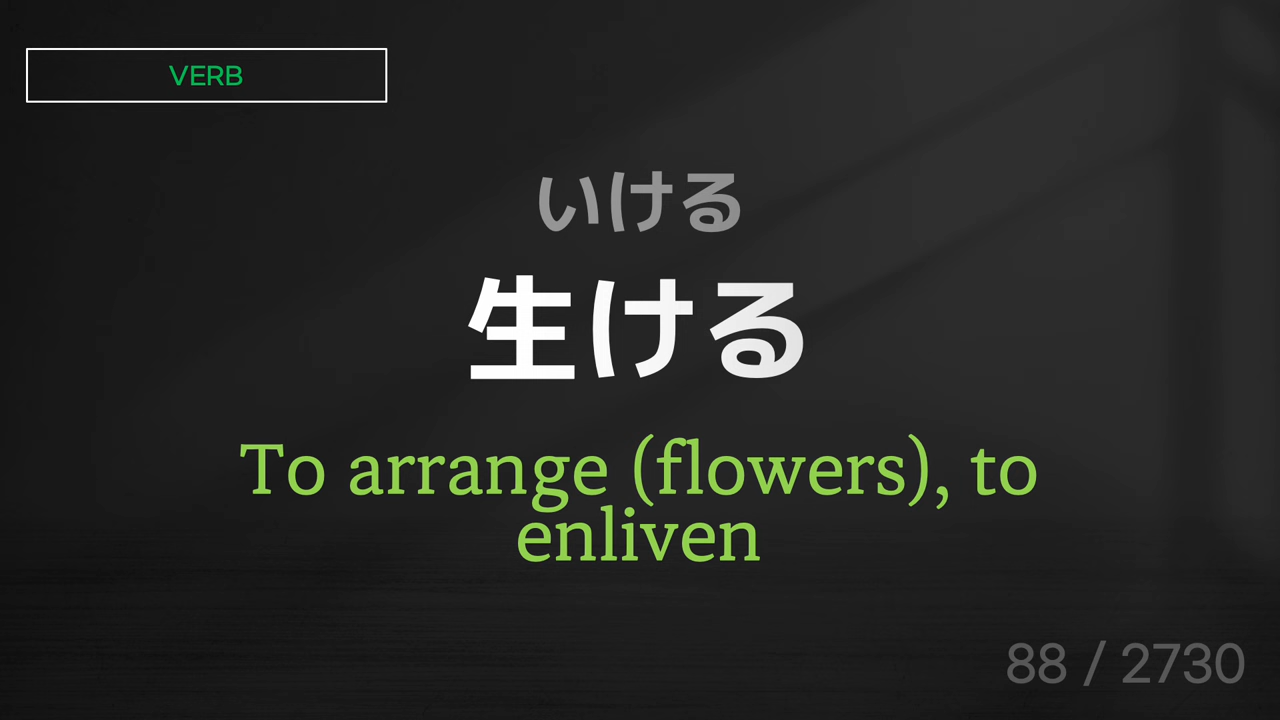 VERB
いける
生ける
To arrange (flowers), to
enliven
88 / 2730